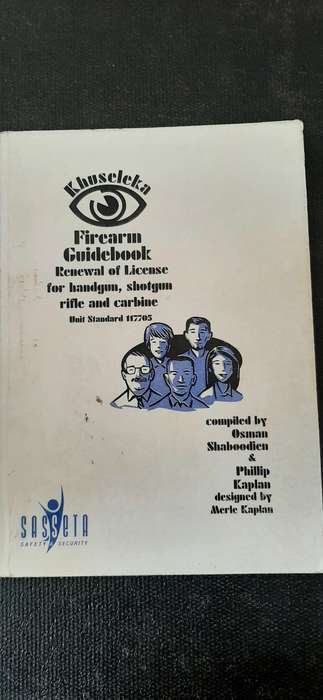 Khuseleka
Firearm
Guidebook
Renewal of License
for handgun, shotgun
rifle and carbine
Unit Standard 117705
compiled by
Osman
Shaboodien
&
Phillip
Kaplan
designed by
Merle Kaplan
SASSETA
SAFETY & SECURITY